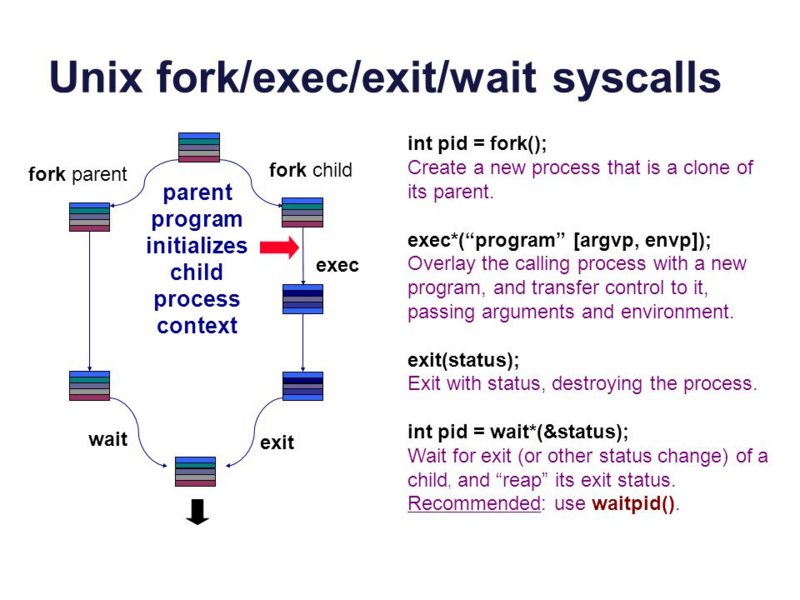 Unix fork/exec/exit/wait syscalls
fork parent
fork child
parent
program
initializes
child
process
context
exec
wait
exit
int pid = fork();
Create a new process that is a clone of
its parent.
exec*(“program” [argvp, envp]);
Overlay the calling process with a new
program, and transfer control to it,
passing arguments and environment.
exit(status);
Exit with status, destroying the process.
int pid = wait*(&status);
Wait for exit (or other status change) of a
child, and “reap” its exit status.
Recommended: use waitpid().